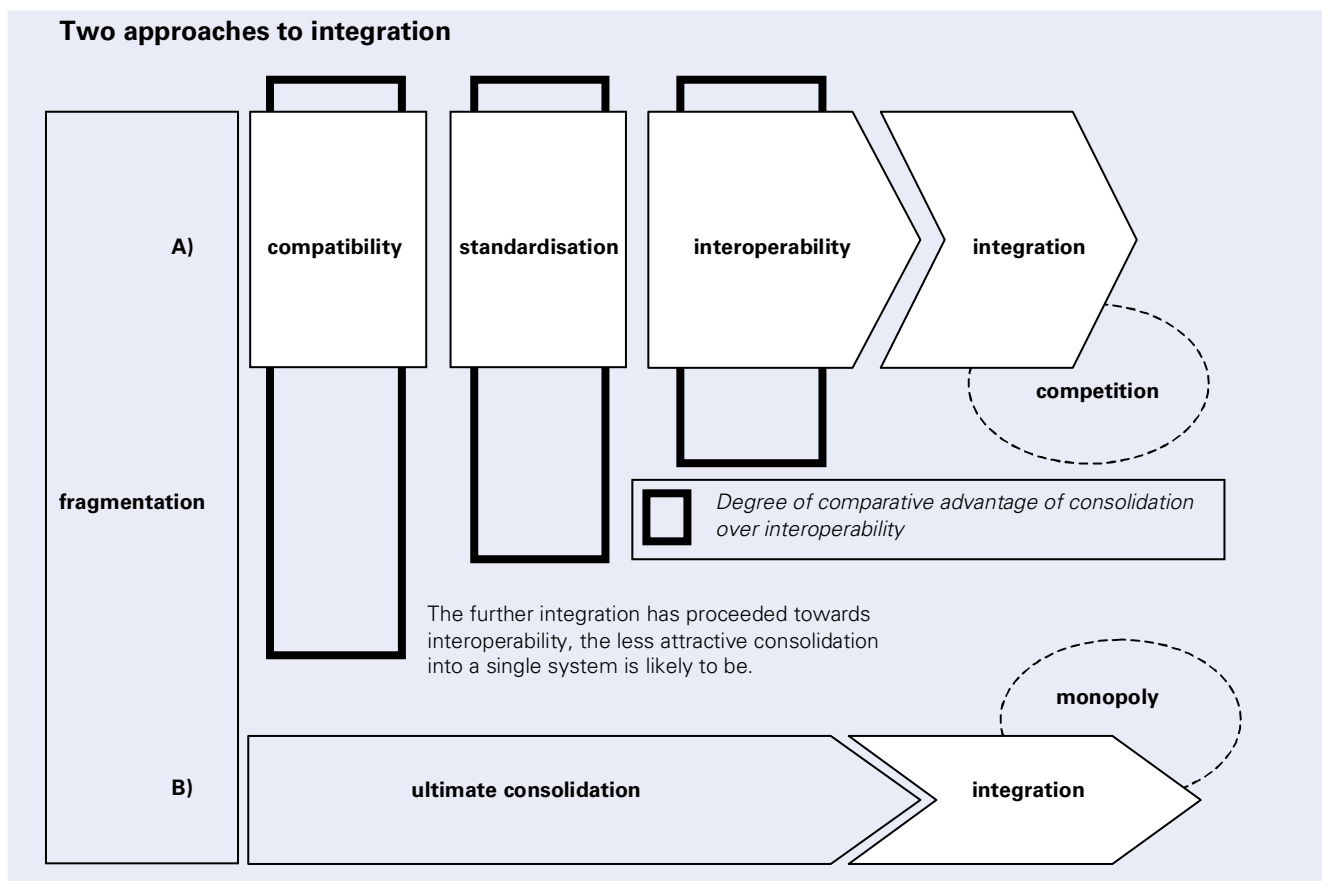 Two approaches to integration
A)
compatibility
standardisation
interoperability
integration
competition
fragmentation
Degree of comparative advantage of consolidation
over interoperability
The further integration has proceeded towards
interoperability, the less attractive consolidation
into a single system is likely to be.
monopoly
B)
ultimate consolidation
integration